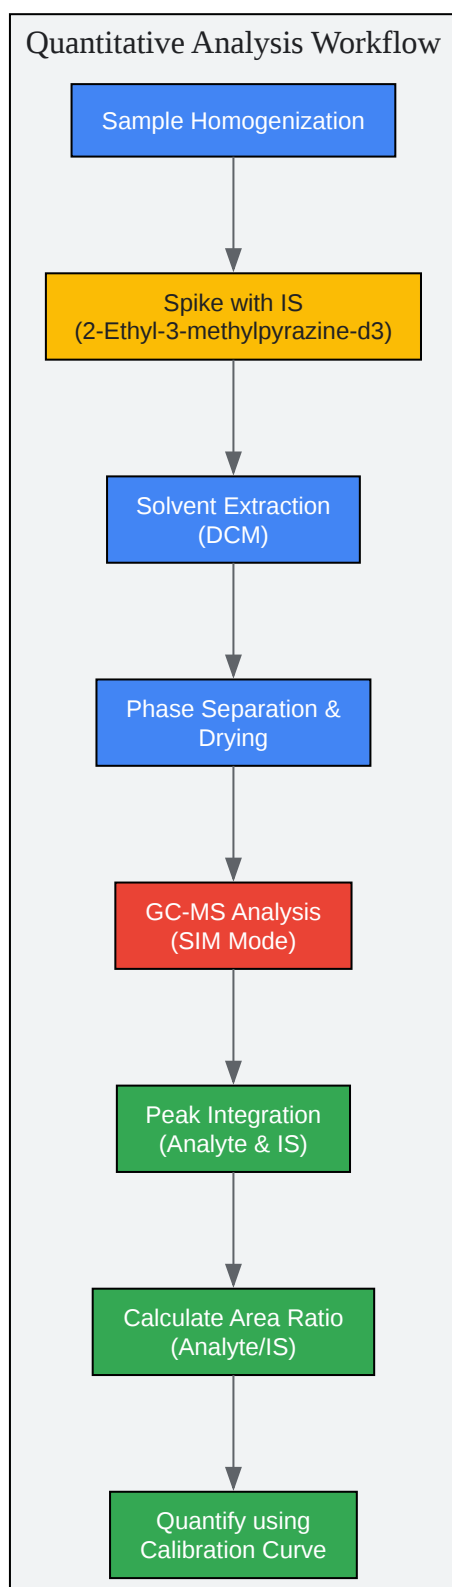 Quantitative Analysis Workflow
Sample Homogenization
Spike with IS
(2-Ethyl-3-methylpyrazine-d3)
Solvent Extraction
(DCM)
Phase Separation &
Drying
GC-MS Analysis
(SIM Mode)
Peak Integration
(Analyte & IS)
Calculate Area Ratio
(Analyte/IS)
Quantify using
Calibration Curve